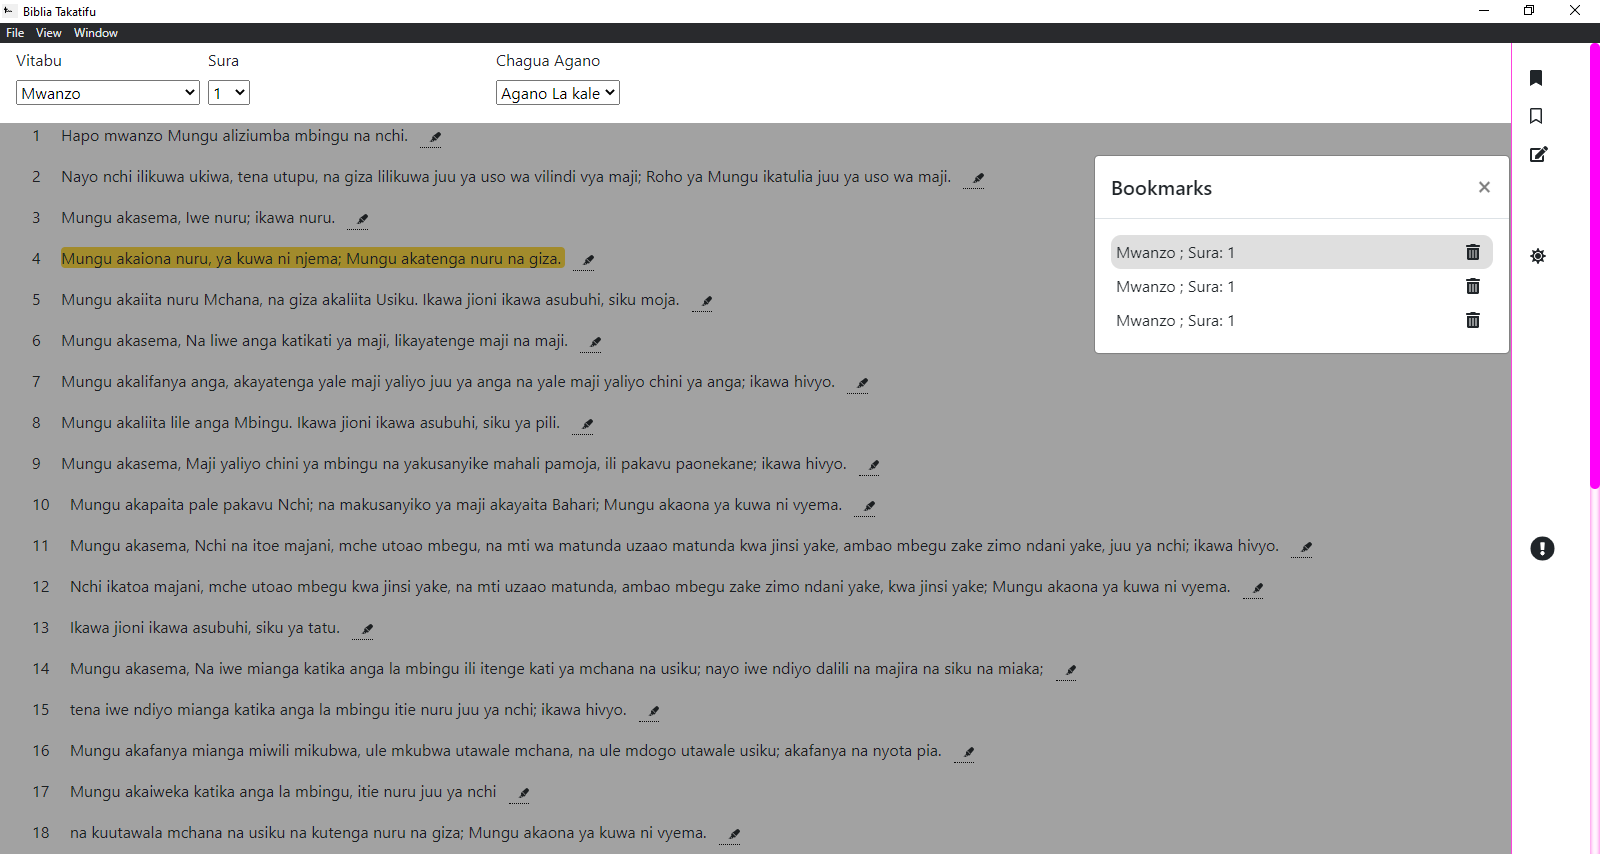 Biblia Takatifu
File View Window
Vitabu Sura Chagua Agano
Mwanzo 1 Agano La kale
1 Hapo mwanzo Mungu aliziumba mbingu na nchi.
2 Nayo nchi ilikuwa ukiwa, tena utupu, na giza lilikuwa juu ya uso wa vilindi vya maji; Roho ya Mungu ikatulia juu ya uso wa maji.
3 Mungu akasema, Iwe nuru; ikawa nuru.
4 Mungu akaiona nuru, ya kuwa ni njema; Mungu akatenga nuru na giza.
5 Mungu akaiita nuru Mchana, na giza akaliita Usiku. Ikawa jioni ikawa asubuhi, siku moja.
6 Mungu akasema, Na liwe anga katikati ya maji, likayatenge maji na maji.
7 Mungu akalifanya anga, akayatenga yale maji yaliyo juu ya anga na yale maji yaliyo chini ya anga; ikawa hivyo.
8 Mungu akaliita lile anga Mbingu. Ikawa jioni ikawa asubuhi, siku ya pili.
9 Mungu akasema, Maji yaliyo chini ya mbingu na yakusanyike mahali pamoja, ili pakavu paonekane; ikawa hivyo.
10 Mungu akapaita pale pakavu Nchi; na makusanyiko ya maji akayaita Bahari; Mungu akaona ya kuwa ni vyema.
11 Mungu akasema, Nchi na itoe majani, mche utoao mbegu, na mti wa matunda uzaao matunda kwa jinsi yake, ambao mbegu zake zimo ndani yake, juu ya nchi; ikawa hivyo.
12 Nchi ikatoa majani, mche utoao mbegu kwa jinsi yake, na mti uzaao matunda, ambao mbegu zake zimo ndani yake, kwa jinsi yake; Mungu akaona ya kuwa ni vyema.
13 Ikawa jioni ikawa asubuhi, siku ya tatu.
14 Mungu akasema, Na iwe mianga katika anga la mbingu ili itenge kati ya mchana na usiku; nayo iwe ndiyo dalili na majira na siku na miaka;
15 tena iwe ndiyo mianga katika anga la mbingu itie nuru juu ya nchi; ikawa hivyo.
16 Mungu akafanya mianga miwili mikubwa, ule mkubwa utawale mchana, na ule mdogo utawale usiku; akafanya na nyota pia.
17 Mungu akaiweka katika anga la mbingu, itie nuru juu ya nchi
18 na kuutawala mchana na usiku na kutenga nuru na giza; Mungu akaona ya kuwa ni vyema.
Bookmarks ×
Mwanzo ; Sura: 1
Mwanzo ; Sura: 1
Mwanzo ; Sura: 1